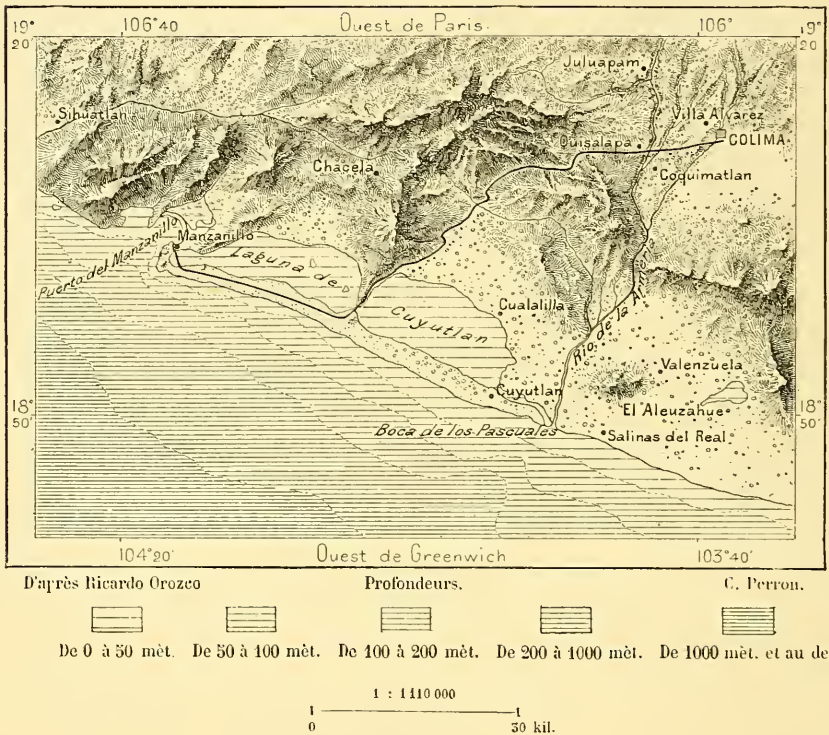 106°40' Ouest de Paris. 106°
19° 20' 19° 20'
Juluapam
Sihuatlan Villa Alvarez
Quisalapa COLIMA
Chacela Coquimatlan
Manzanillo
Puerto del Manzanillo
Laguna de
Cuyutlan
Cualalilla
Rio de la Armeria
Valenzuela
Cuyutlan
18° 50' El Aleuzahue 18° 50'
Boca de los Pascuales
Salinas del Real
104°20' Ouest de Greenwich 103°40'
D'après Ricardo Orozco Profondeurs. C. Perron.
De 0 à 50 mèt. De 50 à 100 mèt. De 100 à 200 mèt. De 200 à 1000 mèt. De 1000 mèt. et au de
1 : 1 110 000
0 30 kil.